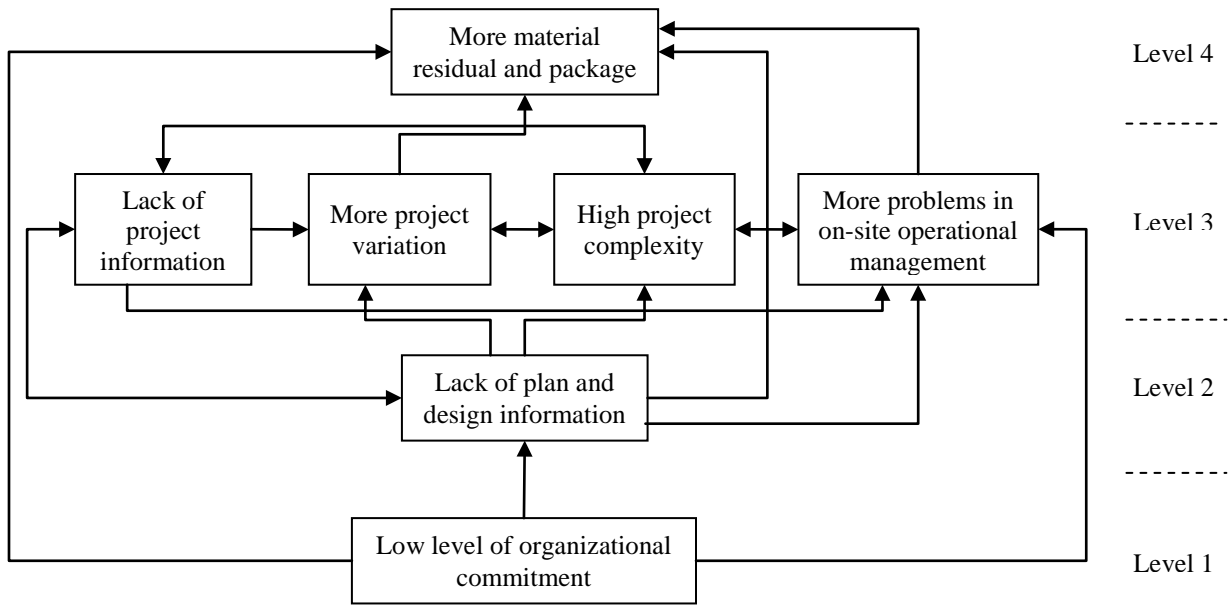 More material
residual and package
Level 4
Lack of
project
information
More project
variation
High project
complexity
More problems in
on-site operational
management
Level 3
Lack of plan and
design information
Level 2
Low level of organizational
commitment
Level 1